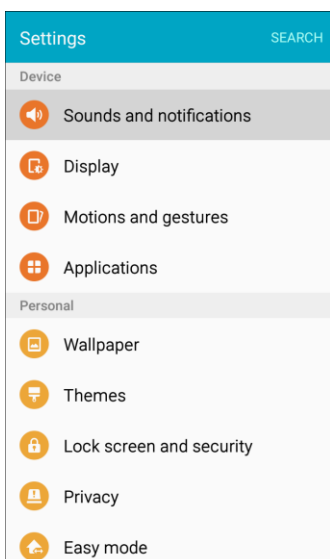 Settings
SEARCH
Device
Sounds and notifications
Display
Motions and gestures
Applications
Personal
Wallpaper
Themes
Lock screen and security
Privacy
Easy mode